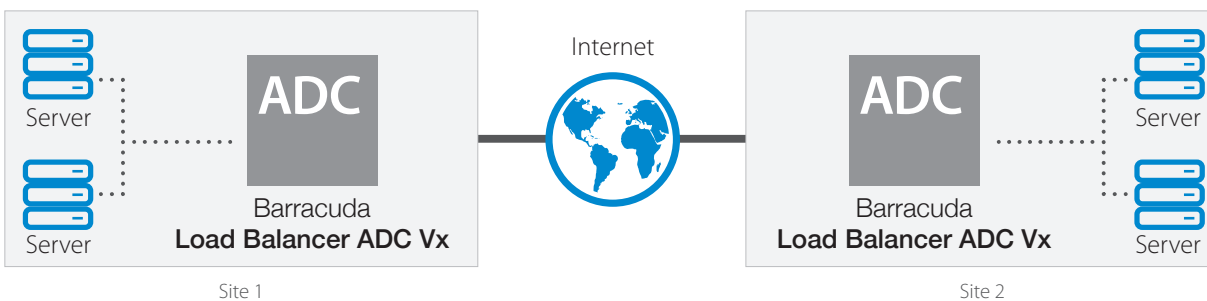 Internet
ADC
Server
Server
Barracuda
Load Balancer ADC Vx
Site 1
ADC
Server
Server
Barracuda
Load Balancer ADC Vx
Site 2